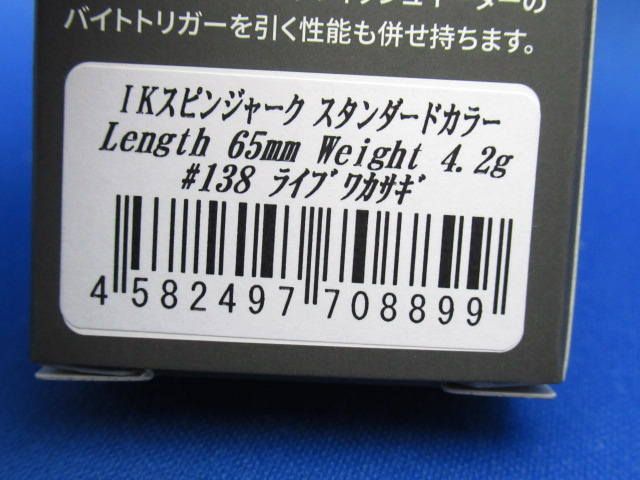 バイトトリガーを引く性能も併せ持ちます。
IKスピンジャーク スタンダードカラー
Length 65mm Weight 4.2g
#138 ライブワカサギ
4 582497 708899